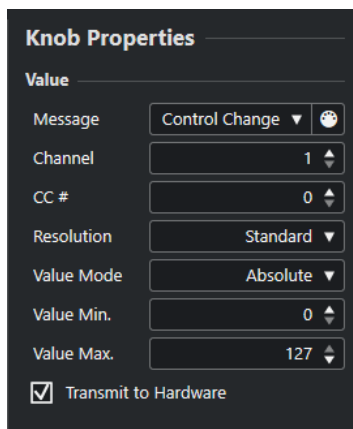 Knob Properties
Value
Message Control Change
Channel 1
CC # 0
Resolution Standard
Value Mode Absolute
Value Min. 0
Value Max. 127
Transmit to Hardware